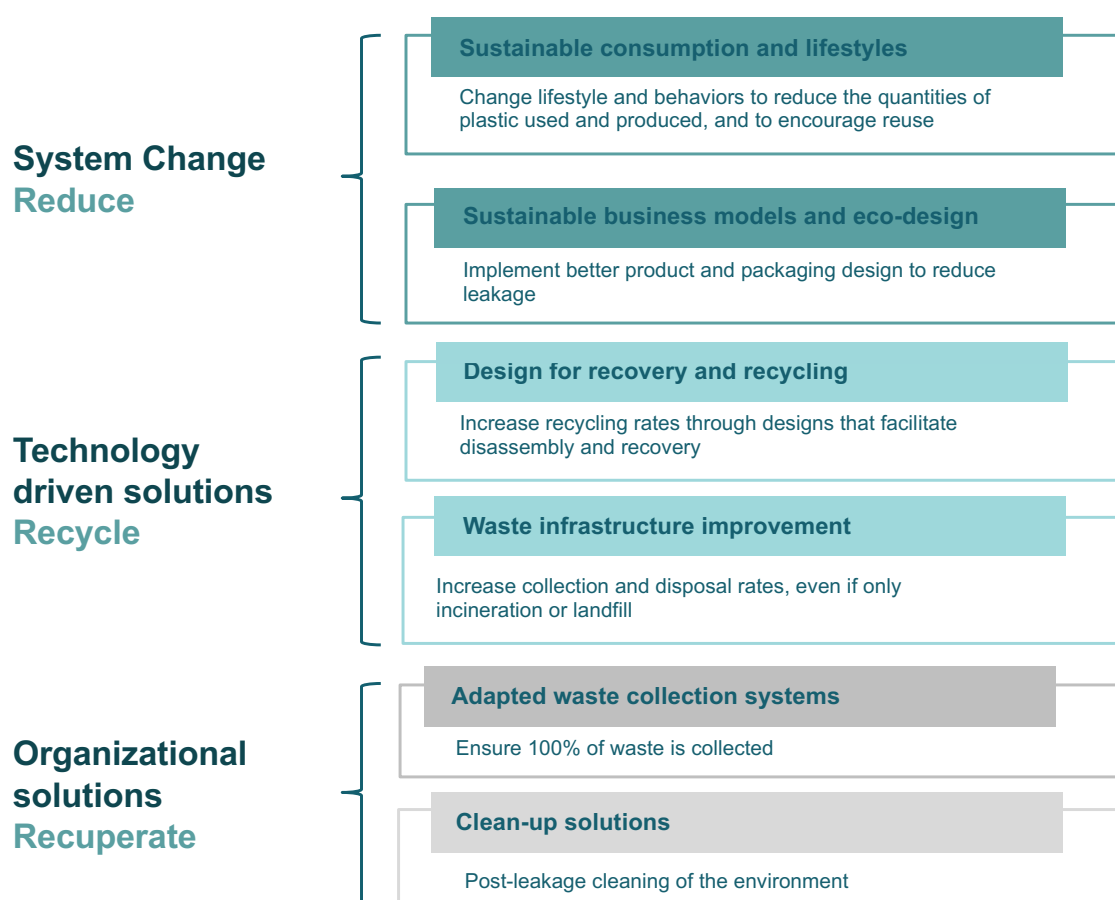 System Change
Reduce
Sustainable consumption and lifestyles
Change lifestyle and behaviors to reduce the quantities of
plastic used and produced, and to encourage reuse
Sustainable business models and eco-design
Implement better product and packaging design to reduce
leakage
Technology
driven solutions
Recycle
Design for recovery and recycling
Increase recycling rates through designs that facilitate
disassembly and recovery
Waste infrastructure improvement
Increase collection and disposal rates, even if only
incineration or landfill
Organizational
solutions
Recuperate
Adapted waste collection systems
Ensure 100% of waste is collected
Clean-up solutions
Post-leakage cleaning of the environment